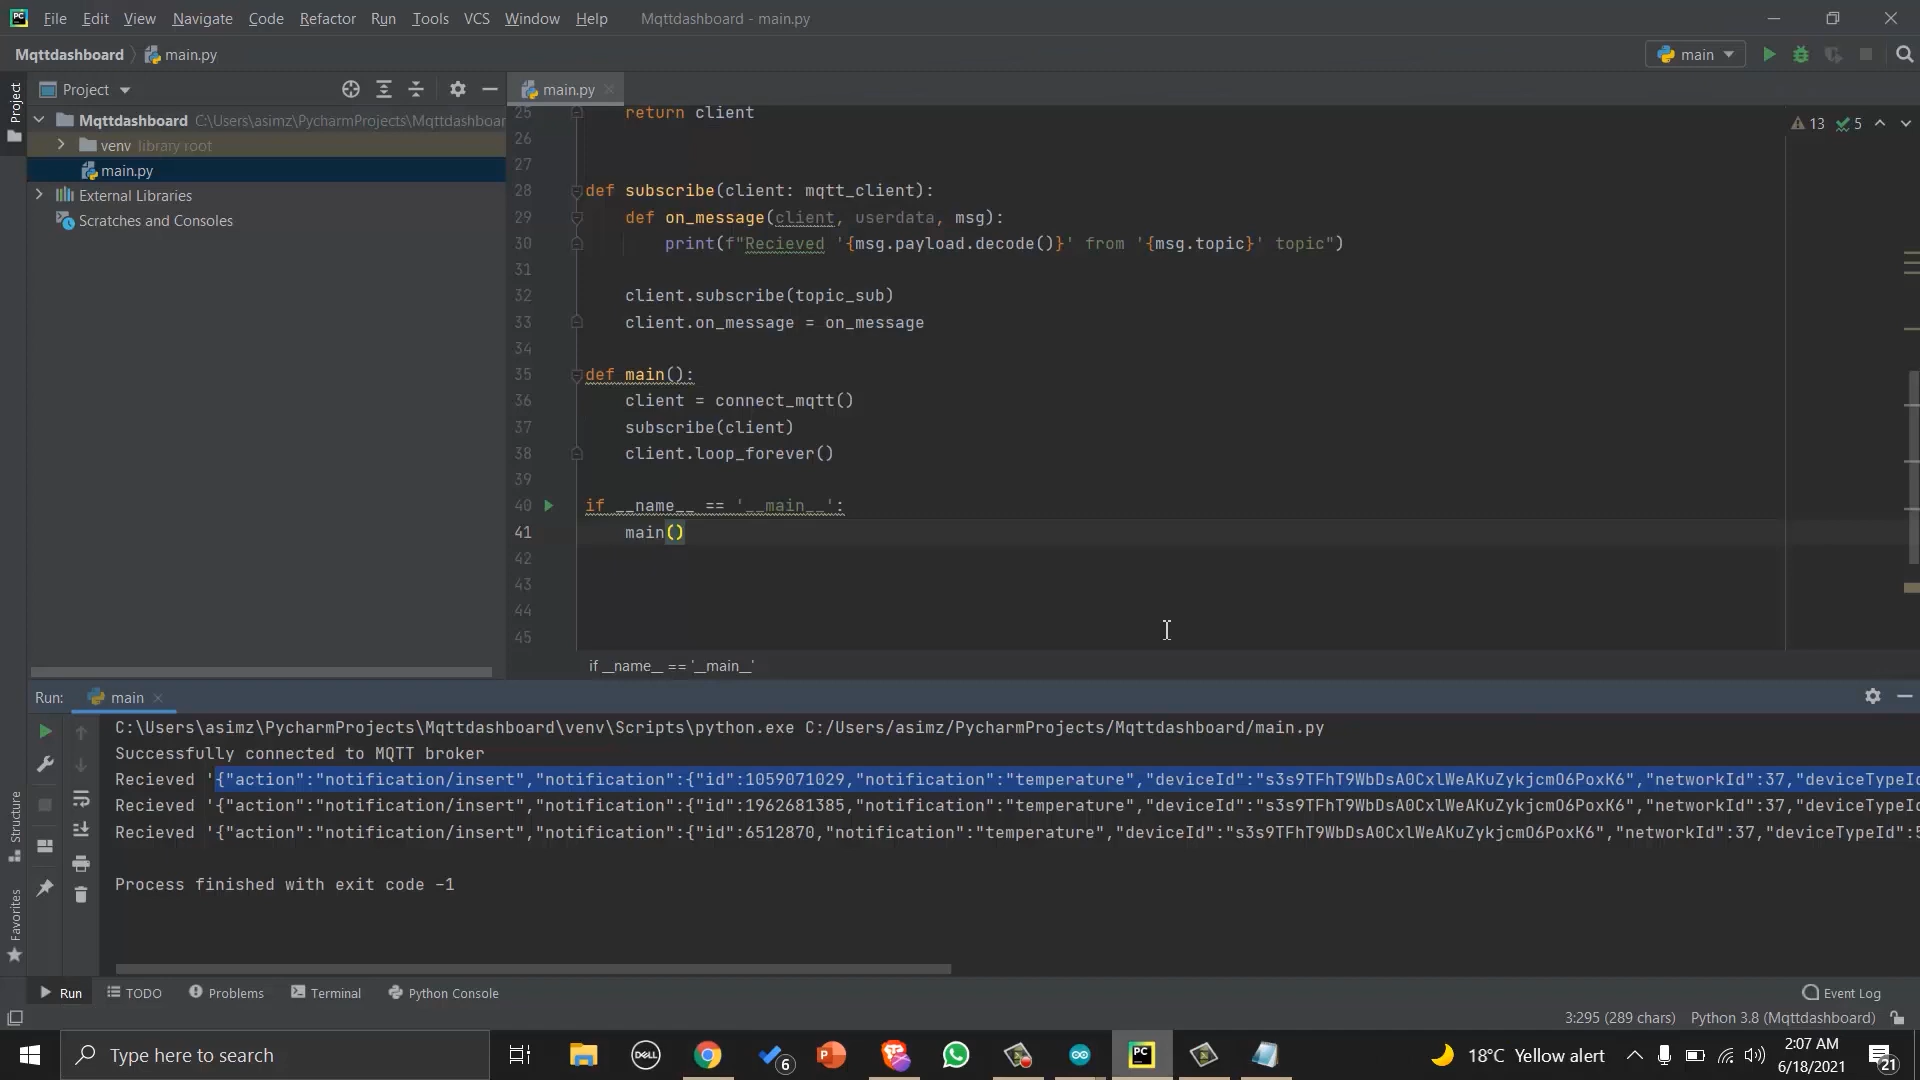 File Edit View Navigate Code Refactor Run Tools VCS Window Help Mqttdashboard - main.py
Mqttdashboard main.py main
Project
Project
main.py
Mqttdashboard C:\Users\asimz\PycharmProjects\Mqttdashboar
venv library root
main.py
External Libraries
Scratches and Consoles
13 5
25 return client
26
27
28 def subscribe(client: mqtt_client):
29 def on_message(client, userdata, msg):
30 print(f"Recieved '{msg.payload.decode()}' from '{msg.topic}' topic")
31
32 client.subscribe(topic_sub)
33 client.on_message = on_message
34
35 def main():
36 client = connect_mqtt()
37 subscribe(client)
38 client.loop_forever()
39
40 if __name__ == '__main__':
41 main()
42
43
44
45
if __name__ == '__main__'
Run: main
C:\Users\asimz\PycharmProjects\Mqttdashboard\venv\Scripts\python.exe C:/Users/asimz/PycharmProjects/Mqttdashboard/main.py
Successfully connected to MQTT broker
Recieved '{"action":"notification/insert","notification":{"id":1059071029,"notification":"temperature","deviceId":"s3s9TFhT9WbDsA0CxlWeAKuZykjcmO6PoxK6","networkId":37,"deviceTypeId
Recieved '{"action":"notification/insert","notification":{"id":1962681385,"notification":"temperature","deviceId":"s3s9TFhT9WbDsA0CxlWeAKuZykjcmO6PoxK6","networkId":37,"deviceTypeId
Recieved '{"action":"notification/insert","notification":{"id":6512870,"notification":"temperature","deviceId":"s3s9TFhT9WbDsA0CxlWeAKuZykjcmO6PoxK6","networkId":37,"deviceTypeId":5
Process finished with exit code -1
Structure
Favorites
Run TODO Problems Terminal Python Console Event Log
3:295 (289 chars) Python 3.8 (Mqttdashboard)
Type here to search
DELL
6
PC
18°C Yellow alert
2:07 AM
6/18/2021
21